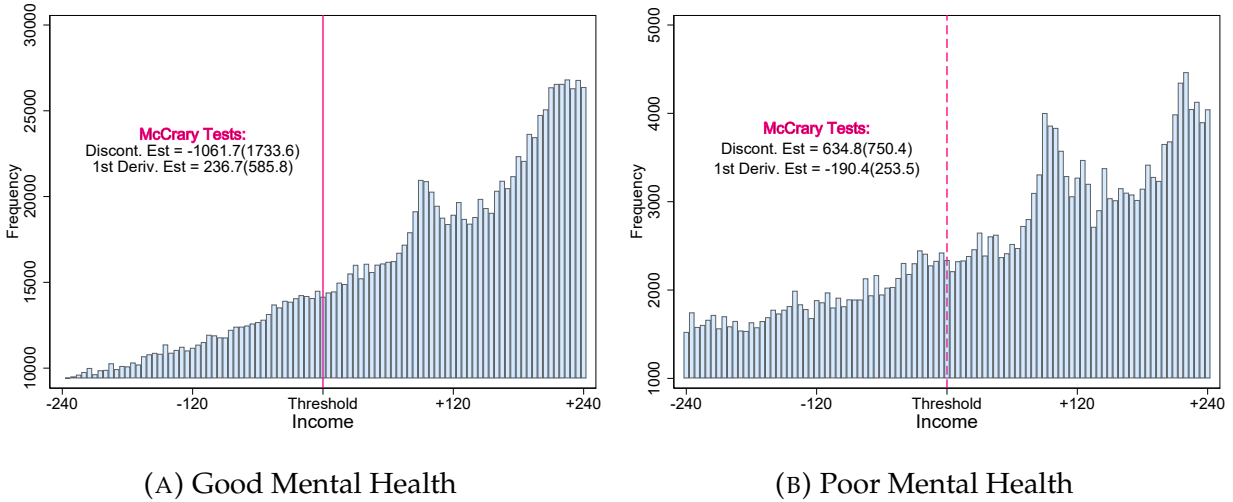 30000
25000
20000
15000
10000
Frequency
McCrary Tests:
Discont. Est = -1061.7(1733.6)
1st Deriv. Est = 236.7(585.8)
-240
-120
Threshold
+120
+240
Income
(A) Good Mental Health
5000
4000
3000
2000
1000
Frequency
McCrary Tests:
Discont. Est = 634.8(750.4)
1st Deriv. Est = -190.4(253.5)
-240
-120
Threshold
+120
+240
Income
(B) Poor Mental Health